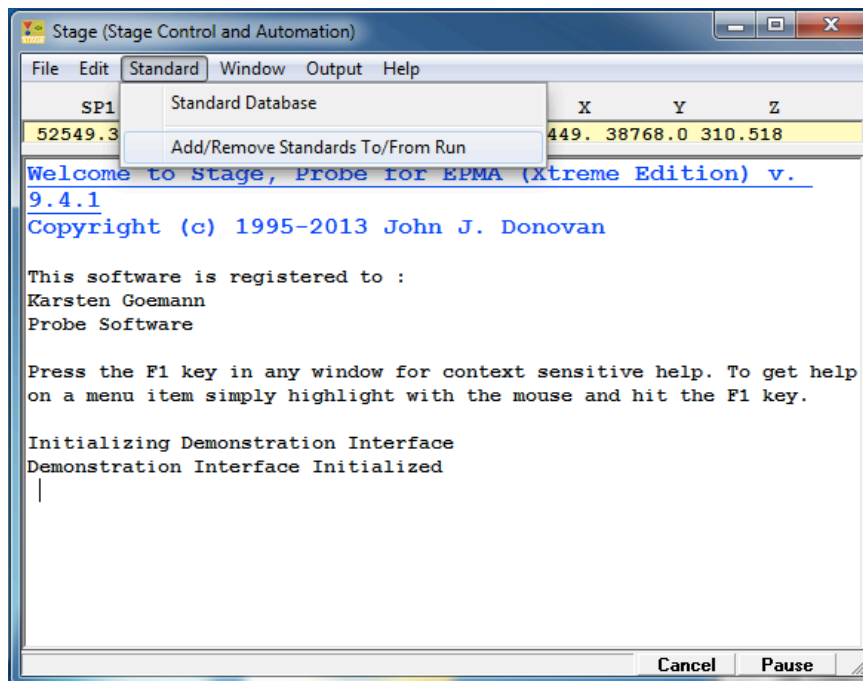 Stage (Stage Control and Automation)
File Edit Standard Window Output Help
Standard Database
Add/Remove Standards To/From Run
SP1 X Y Z
52549.3 449. 38768.0 310.518
Welcome to Stage, Probe for EPMA (Xtreme Edition) v.
9.4.1
Copyright (c) 1995-2013 John J. Donovan
This software is registered to :
Karsten Goemann
Probe Software
Press the F1 key in any window for context sensitive help. To get help
on a menu item simply highlight with the mouse and hit the F1 key.
Initializing Demonstration Interface
Demonstration Interface Initialized
Cancel Pause